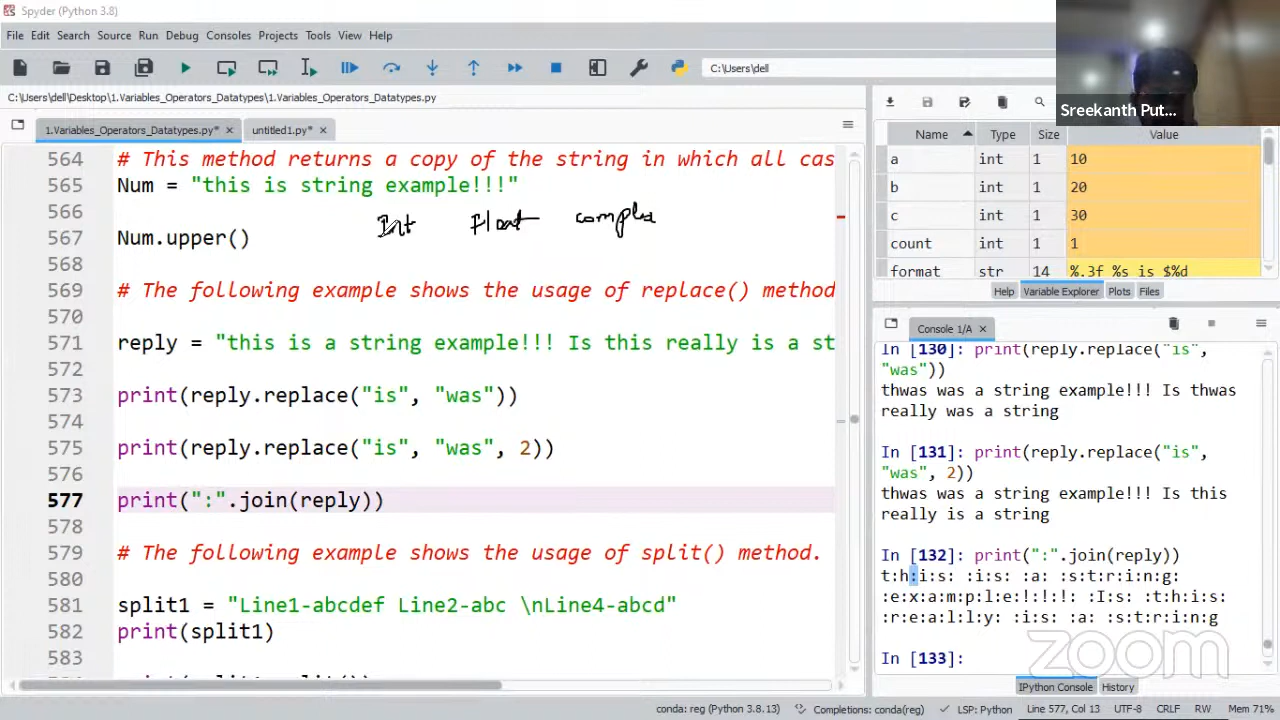 Spyder (Python 3.8)
File Edit Search Source Run Debug Consoles Projects Tools View Help
C:\Users\dell
C:\Users\dell\Desktop\1.Variables_Operators_Datatypes\1.Variables_Operators_Datatypes.py
Sreekanth Put...
1.Variables_Operators_Datatypes.py* untitled1.py*
564 # This method returns a copy of the string in which all cas
565 Num = "this is string example!!!"
566
Int Float complex
567 Num.upper()
568
569 # The following example shows the usage of replace() method
570
571 reply = "this is a string example!!! Is this really is a st
572
573 print(reply.replace("is", "was"))
574
575 print(reply.replace("is", "was", 2))
576
577 print(":".join(reply))
578
579 # The following example shows the usage of split() method.
580
581 split1 = "Line1-abcdef Line2-abc \nLine4-abcd"
582 print(split1)
583
Name Type Size Value
a int 1 10
b int 1 20
c int 1 30
count int 1 1
format str 14 %.3f %s is $%d
Help Variable Explorer Plots Files
Console 1/A
In [130]: print(reply.replace("is",
"was"))
thwas was a string example!!! Is thwas
really was a string
In [131]: print(reply.replace("is",
"was", 2))
thwas was a string example!!! Is this
really is a string
In [132]: print(":".join(reply))
t:h:i:s: :i:s: :a: :s:t:r:i:n:g:
:e:x:a:m:p:l:e:!:!:!: :I:s: :t:h:i:s:
:r:e:a:l:l:y: :i:s: :a: :s:t:r:i:n:g
In [133]:
zoom
IPython Console History
conda: reg (Python 3.8.13) Completions: conda(reg) LSP: Python Line 577, Col 13 UTF-8 CRLF RW Mem 71%